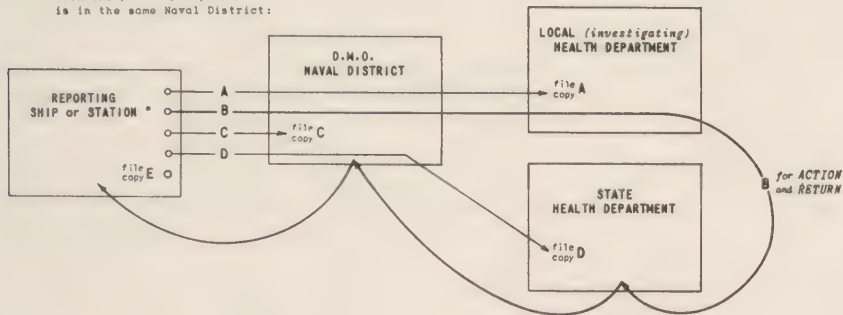 is in the same Naval District:
D.M.O.
NAVAL DISTRICT
LOCAL (investigating)
HEALTH DEPARTMENT
REPORTING
SHIP or STATION *
A
B
C
D
file
copy A
file
copy C
file
copy E
STATE
HEALTH DEPARTMENT
file
copy D
B for ACTION
and RETURN